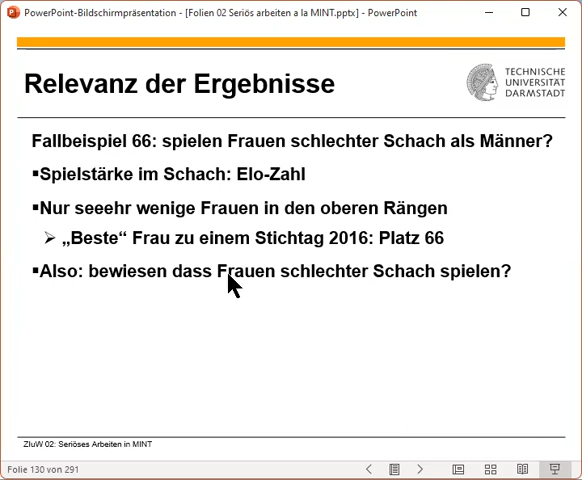 PowerPoint-Bildschirmpräsentation - [Folien 02 Seriös arbeiten a la MINT.pptx] - PowerPoint
Relevanz der Ergebnisse
TECHNISCHE
UNIVERSITÄT
DARMSTADT
Fallbeispiel 66: spielen Frauen schlechter Schach als Männer?
▪Spielstärke im Schach: Elo-Zahl
▪Nur seeehr wenige Frauen in den oberen Rängen
➢ „Beste“ Frau zu einem Stichtag 2016: Platz 66
▪Also: bewiesen dass Frauen schlechter Schach spielen?
ZIuW 02: Seriöses Arbeiten in MINT
Folie 130 von 291